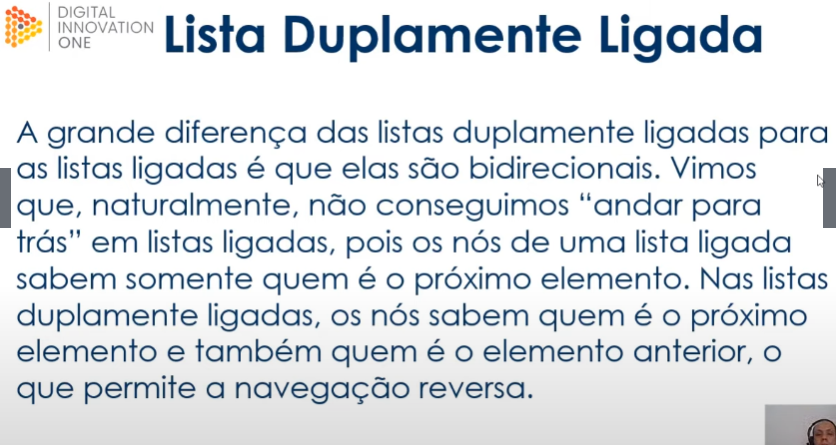 DIGITAL
INNOVATION
ONE
Lista Duplamente Ligada
A grande diferença das listas duplamente ligadas para
as listas ligadas é que elas são bidirecionais. Vimos
que, naturalmente, não conseguimos “andar para
trás” em listas ligadas, pois os nós de uma lista ligada
sabem somente quem é o próximo elemento. Nas listas
duplamente ligadas, os nós sabem quem é o próximo
elemento e também quem é o elemento anterior, o
que permite a navegação reversa.